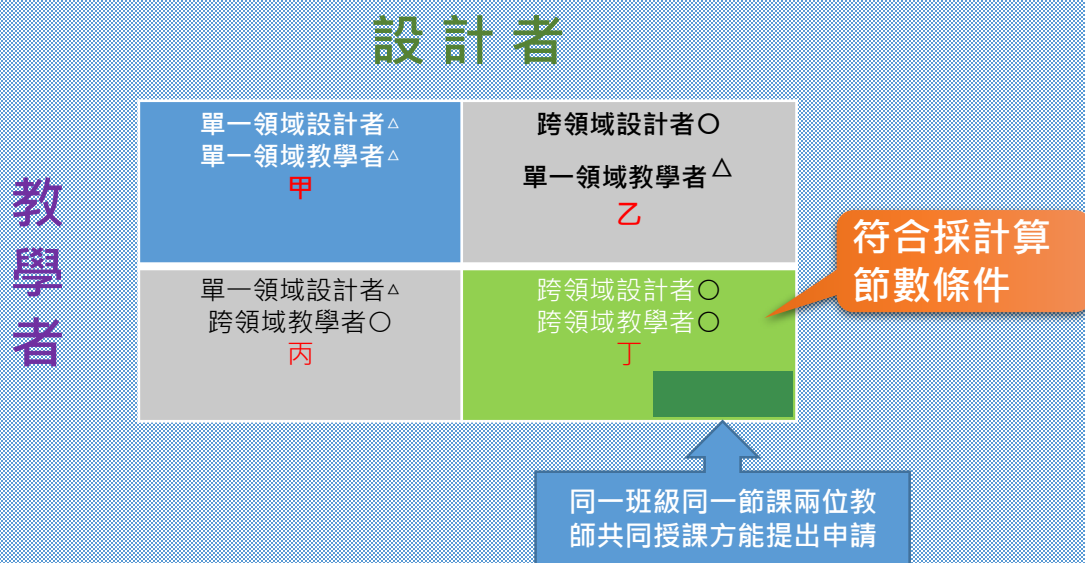 設計者
教
學
者
單一領域設計者△
單一領域教學者△
甲
跨領域設計者○
單一領域教學者△
乙
符合採計算
節數條件
單一領域設計者△
跨領域教學者○
丙
跨領域設計者○
跨領域教學者○
丁
同一班級同一節課兩位教
師共同授課方能提出申請